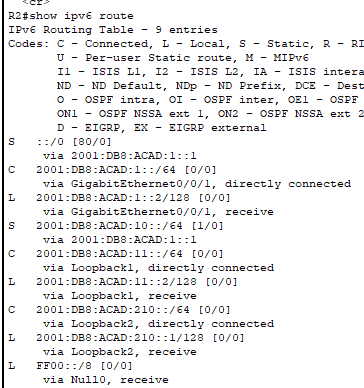 <cr>
R2#show ipv6 route
IPv6 Routing Table - 9 entries
Codes: C - Connected, L - Local, S - Static, R - RI
U - Per-user Static route, M - MIPv6
I1 - ISIS L1, I2 - ISIS L2, IA - ISIS intera
ND - ND Default, NDp - ND Prefix, DCE - Dest
O - OSPF intra, OI - OSPF inter, OE1 - OSPF
ON1 - OSPF NSSA ext 1, ON2 - OSPF NSSA ext 2
D - EIGRP, EX - EIGRP external
S ::/0 [80/0]
via 2001:DB8:ACAD:1::1
C 2001:DB8:ACAD:1::/64 [0/0]
via GigabitEthernet0/0/1, directly connected
L 2001:DB8:ACAD:1::2/128 [0/0]
via GigabitEthernet0/0/1, receive
S 2001:DB8:ACAD:10::/64 [1/0]
via 2001:DB8:ACAD:1::1
C 2001:DB8:ACAD:11::/64 [0/0]
via Loopback1, directly connected
L 2001:DB8:ACAD:11::2/128 [0/0]
via Loopback1, receive
C 2001:DB8:ACAD:210::/64 [0/0]
via Loopback2, directly connected
L 2001:DB8:ACAD:210::1/128 [0/0]
via Loopback2, receive
L FF00::/8 [0/0]
via Null0, receive